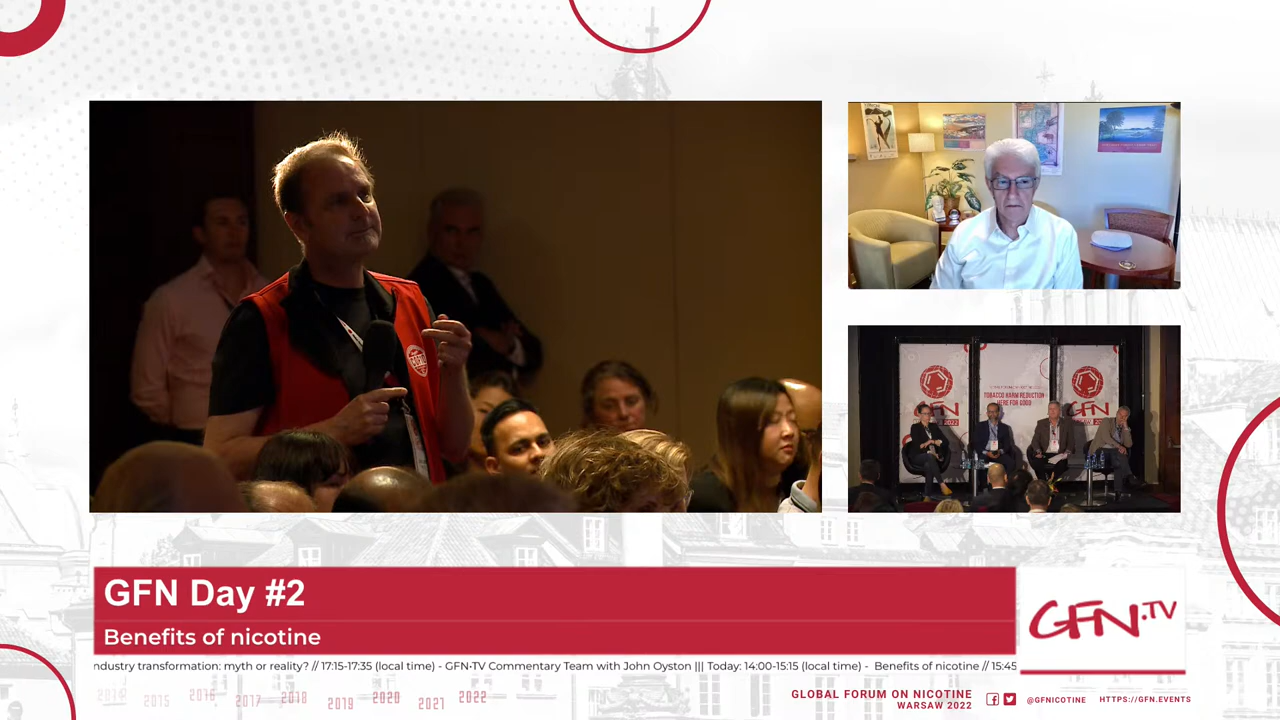 TOBACCO HARM REDUCTION -
HERE FOR GOOD
GFN
GFN
GFN Day #2
Benefits of nicotine
GFN.TV
ndustry transformation: myth or reality? // 17:15-17:35 (local time) - GFN-TV Commentary Team with John Oyston ||| Today: 14:00-15:15 (local time) - Benefits of nicotine // 15:45
2014 2015 2016 2017 2018 2019 2020 2021 2022
GLOBAL FORUM ON NICOTINE
WARSAW 2022
@GFNICOTINE
HTTPS://GFN.EVENTS